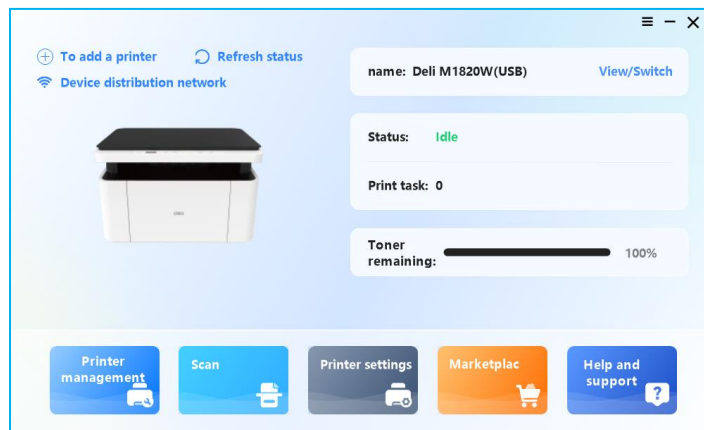 To add a printer
Refresh status
Device distribution network
name: Deli M1820W(USB)
View/Switch
Status: Idle
Print task: 0
Toner
remaining:
100%
Printer
management
Scan
Printer settings
Marketplac
Help and
support
?